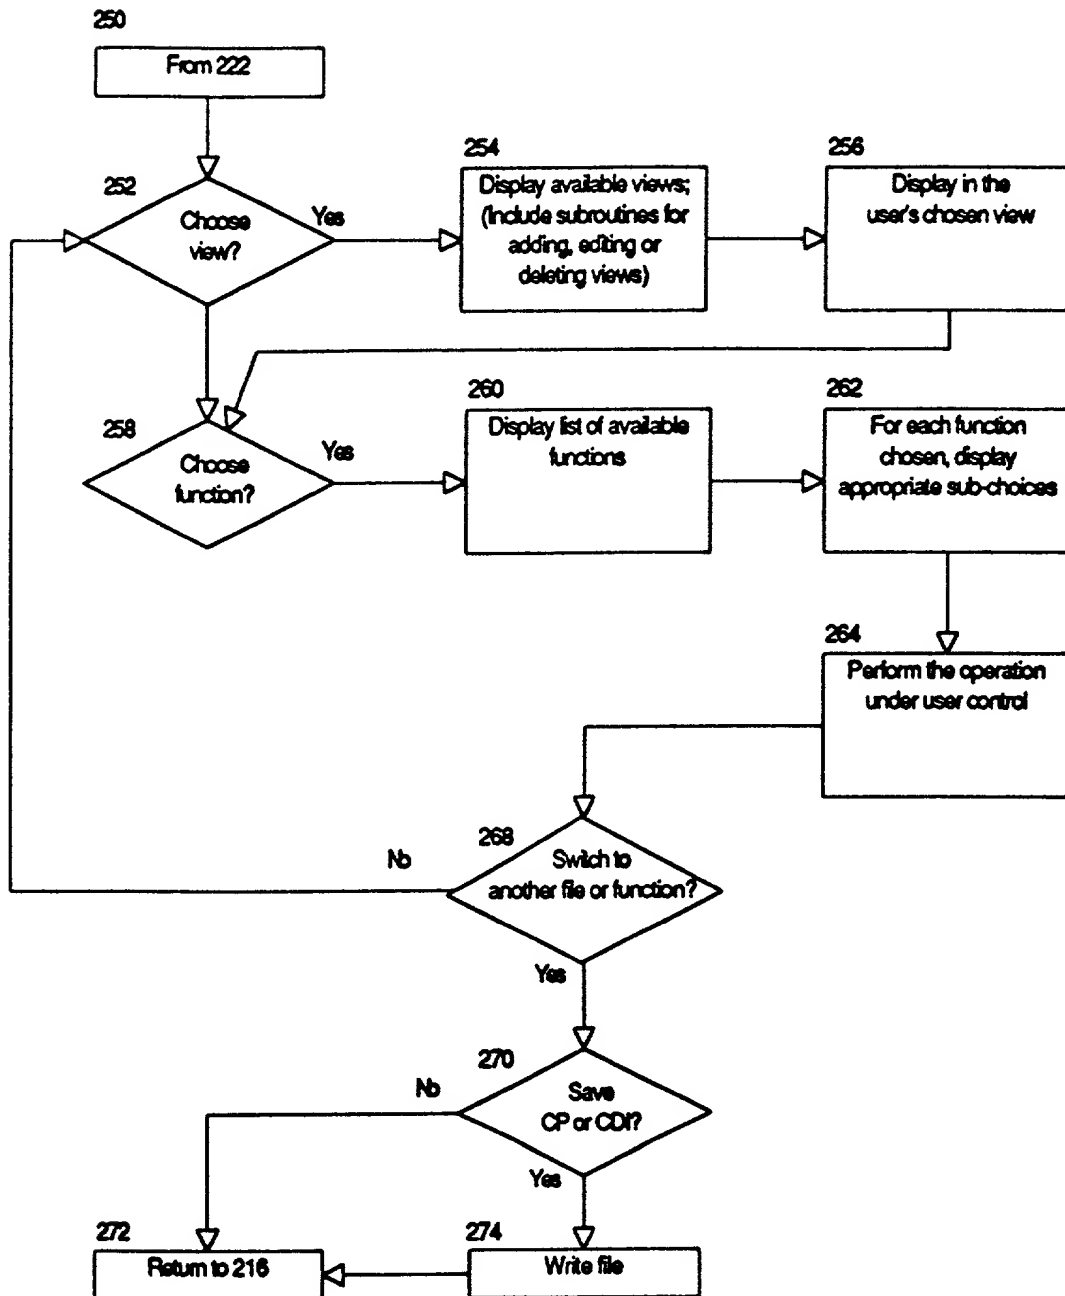 250
From 222
252
Choose
view?
Yes
254
Display available views;
(Include subroutines for
adding, editing or
deleting views)
256
Display in the
user's chosen view
258
Choose
function?
Yes
260
Display list of available
functions
262
For each function
chosen, display
appropriate sub-choices
264
Perform the operation
under user control
268
Switch to
another file or function?
No
Yes
270
Save
CP or CDI?
No
Yes
272
Return to 216
274
Write file